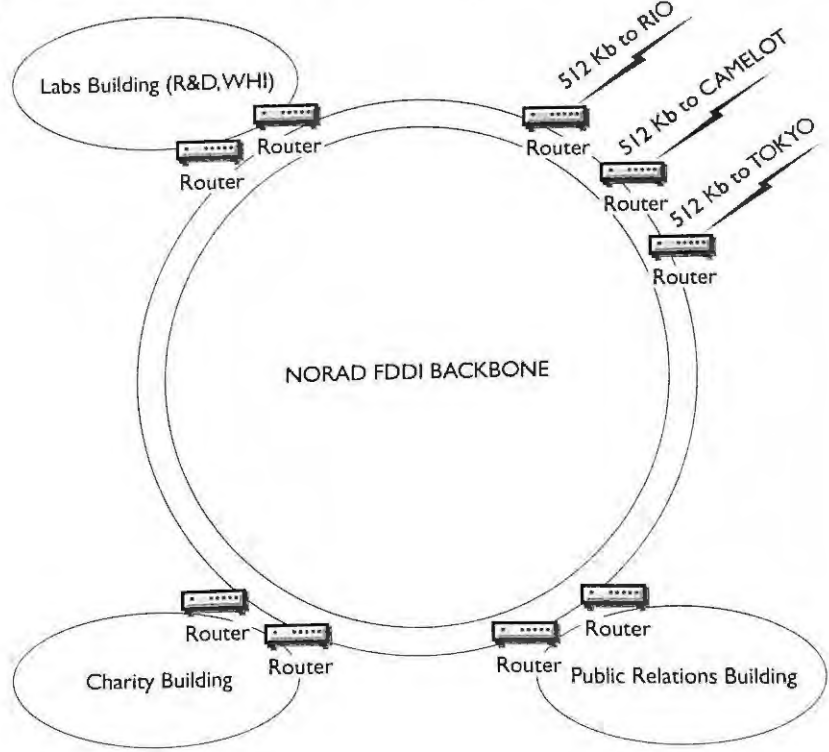 512 Kb to RIO
Labs Building (R&D,WHI)
512 Kb to CAMELOT
Router
Router
Router
512 Kb to TOKYO
Router
Router
Router
NORAD FDDI BACKBONE
Router
Router
Router
Router
Charity Building
Public Relations Building